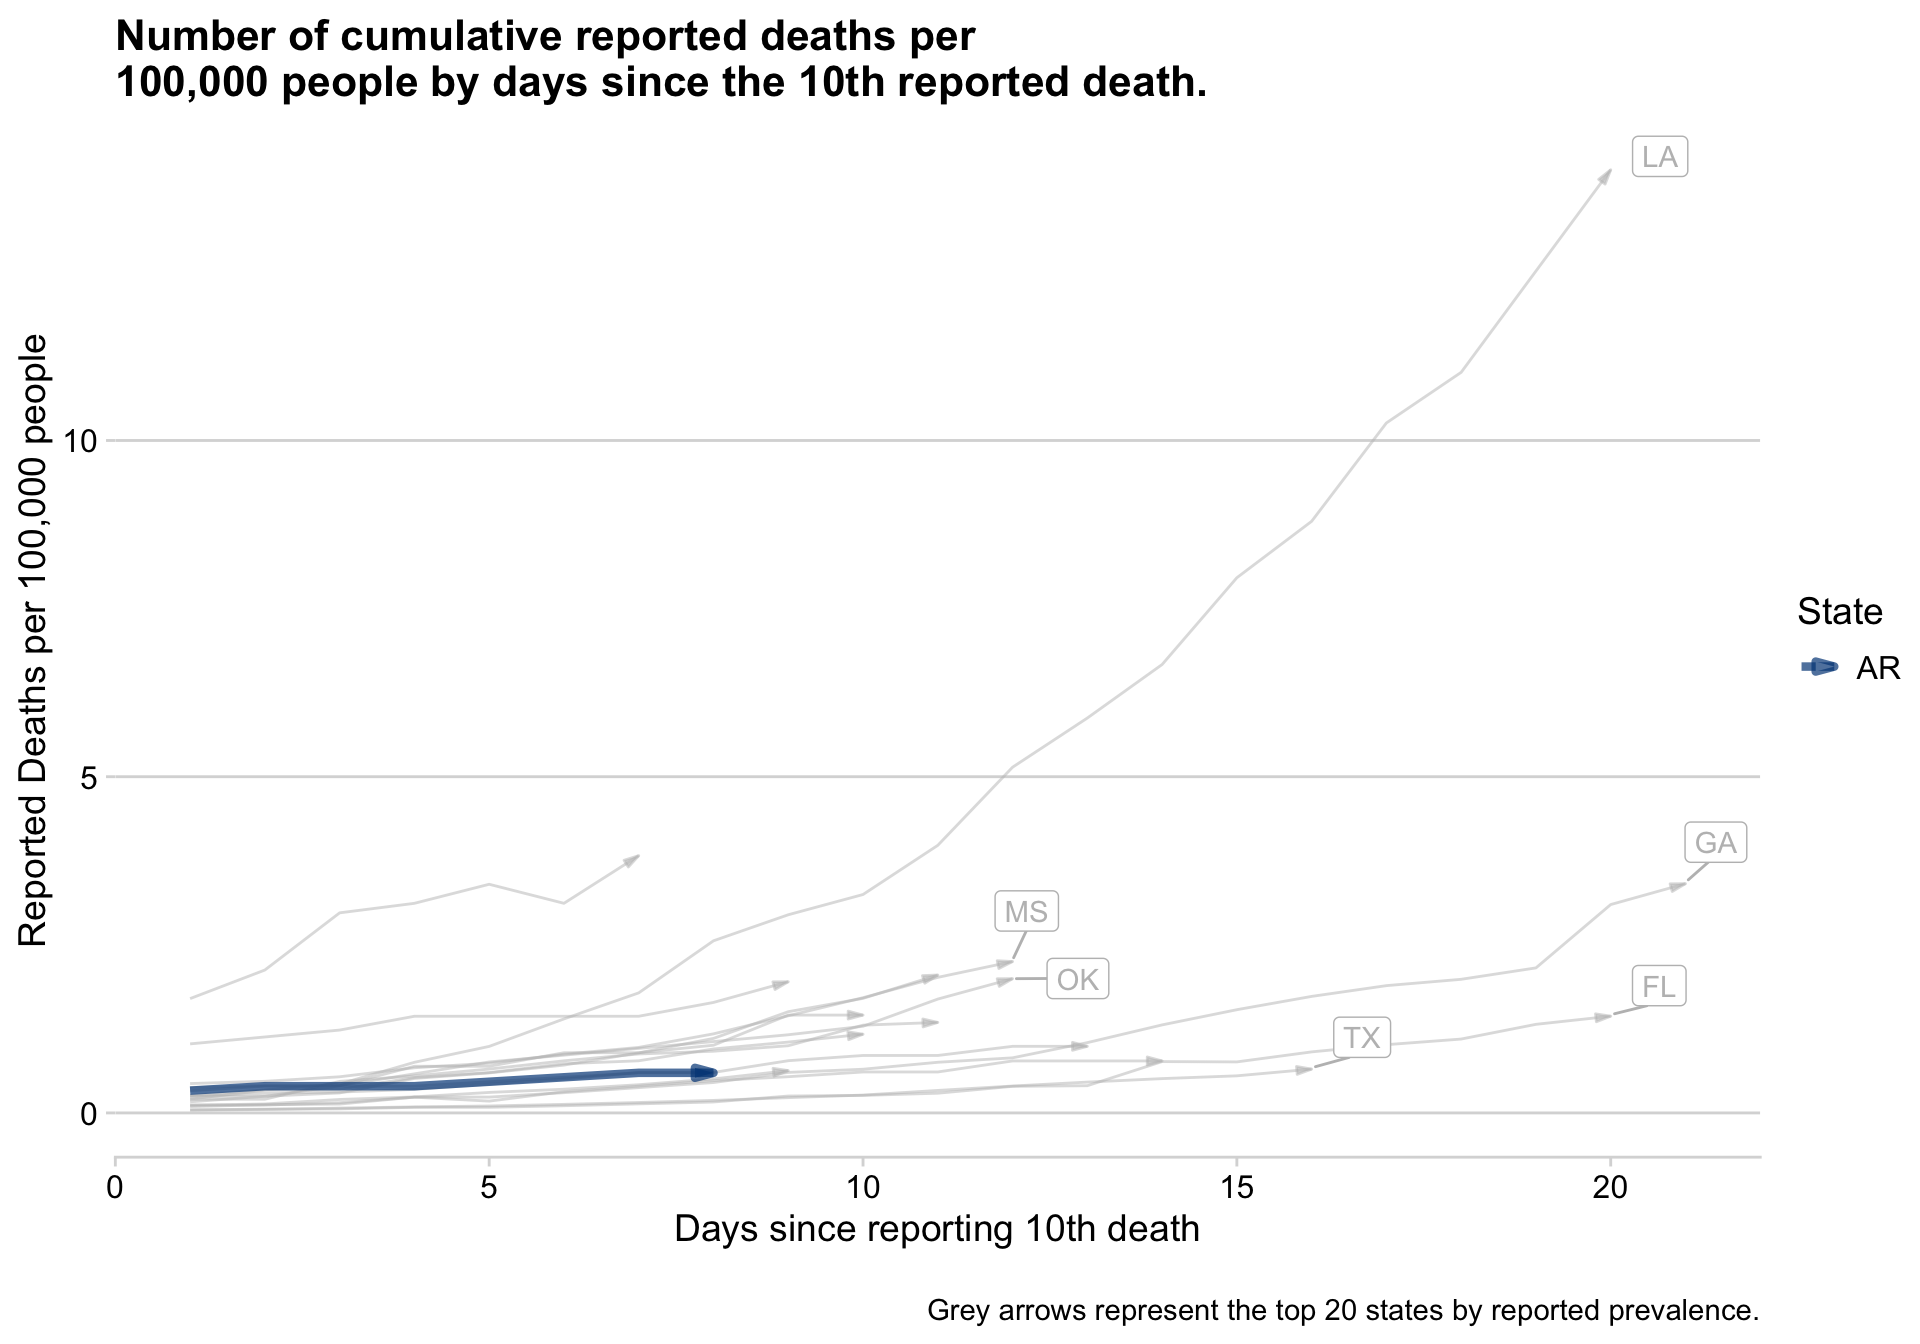 Number of cumulative reported deaths per
100,000 people by days since the 10th reported death.
LA
Reported Deaths per 100,000 people
10
5
0
GA
MS
OK
FL
TX
State
AR
0
5
10
15
20
Days since reporting 10th death
Grey arrows represent the top 20 states by reported prevalence.